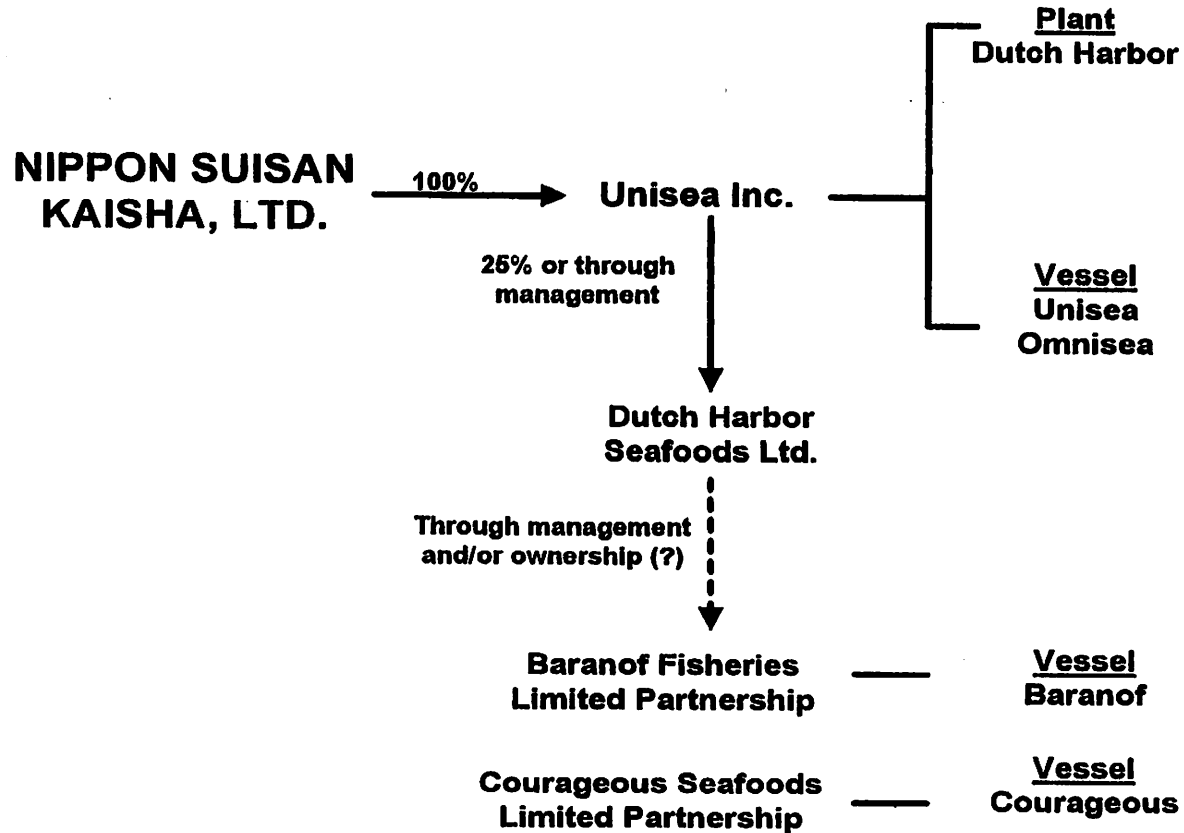 Plant
Dutch Harbor
NIPPON SUISAN
KAISHA, LTD.
100%
Unisea Inc.
25% or through
management
Vessel
Unisea
Omnisea
Dutch Harbor
Seafoods Ltd.
Through management
and/or ownership (?)
Baranof Fisheries
Limited Partnership
Vessel
Baranof
Courageous Seafoods
Limited Partnership
Vessel
Courageous